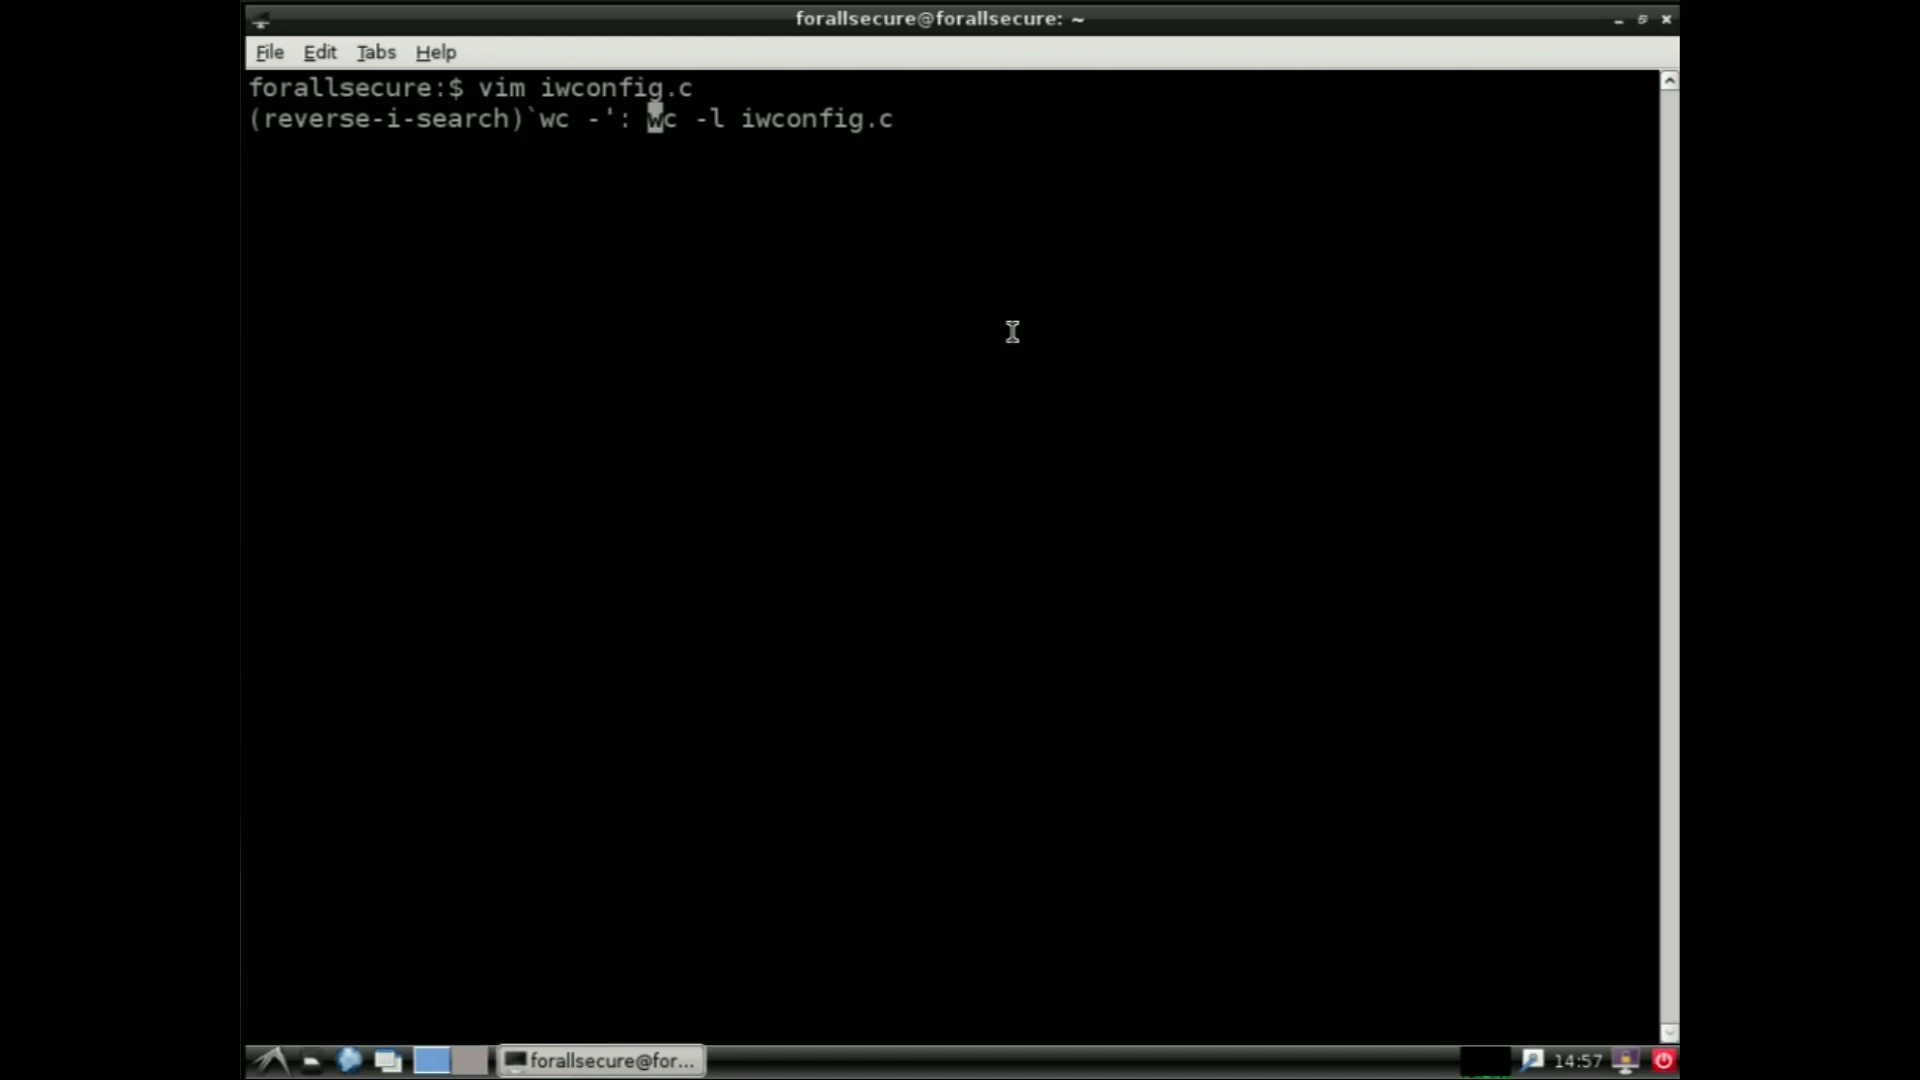 forallsecure@forallsecure: ~
File Edit Tabs Help
forallsecure:$ vim iwconfig.c
(reverse-i-search)`wc -': wc -l iwconfig.c
forallsecure@for...
14:57